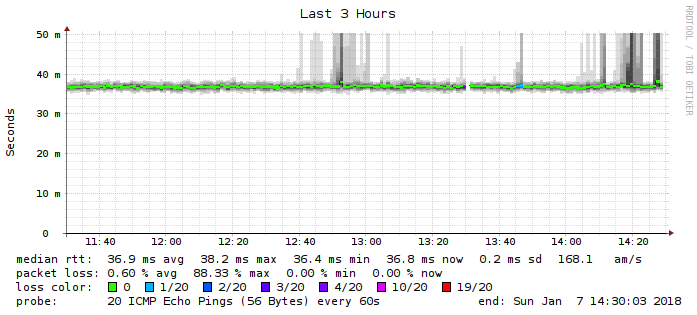 Last 3 Hours
RRDTOOL / TOBI OETIKER
Seconds
50 m
40 m
30 m
20 m
10 m
0
11:40 12:00 12:20 12:40 13:00 13:20 13:40 14:00 14:20
median rtt: 36.9 ms avg 38.2 ms max 36.4 ms min 36.8 ms now 0.2 ms sd 168.1 am/s
packet loss: 0.60 % avg 88.33 % max 0.00 % min 0.00 % now
loss color: 0 1/20 2/20 3/20 4/20 10/20 19/20
probe: 20 ICMP Echo Pings (56 Bytes) every 60s end: Sun Jan 7 14:30:03 2018